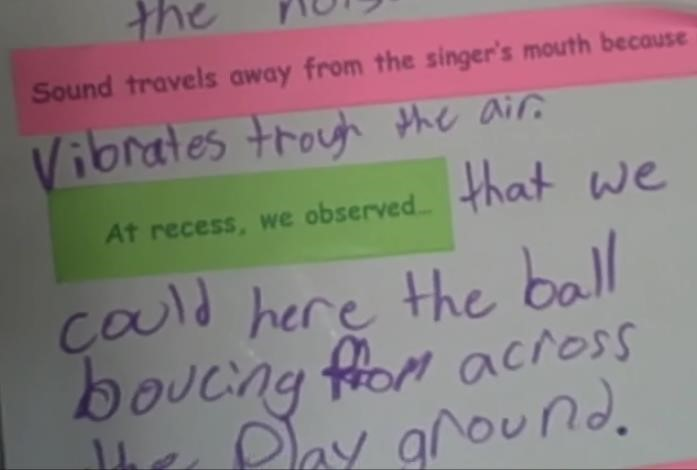 the nois
Sound travels away from the singer's mouth because
Vibrates trough the air.
At recess, we observed... that we
could here the ball
boucing from across
the Play ground.